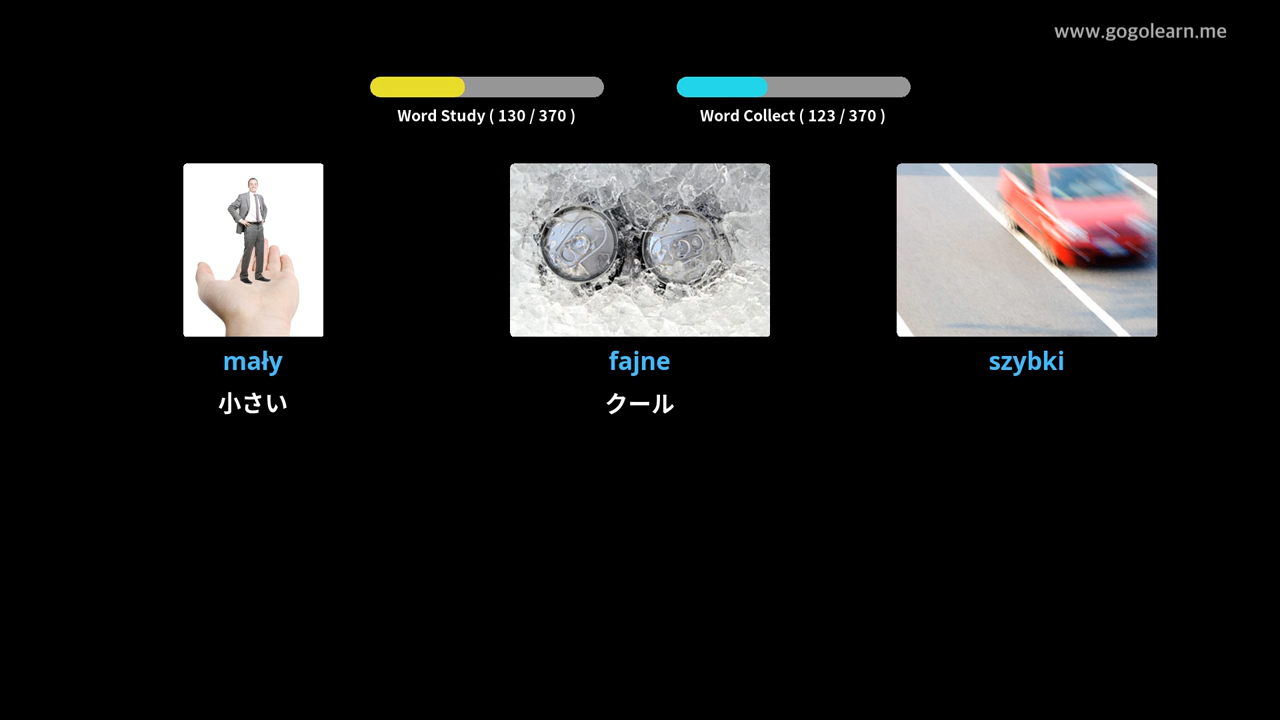 www.gogolearn.me
Word Study ( 130 / 370 )
Word Collect ( 123 / 370 )
mały
fajne
szybki
小さい
クール